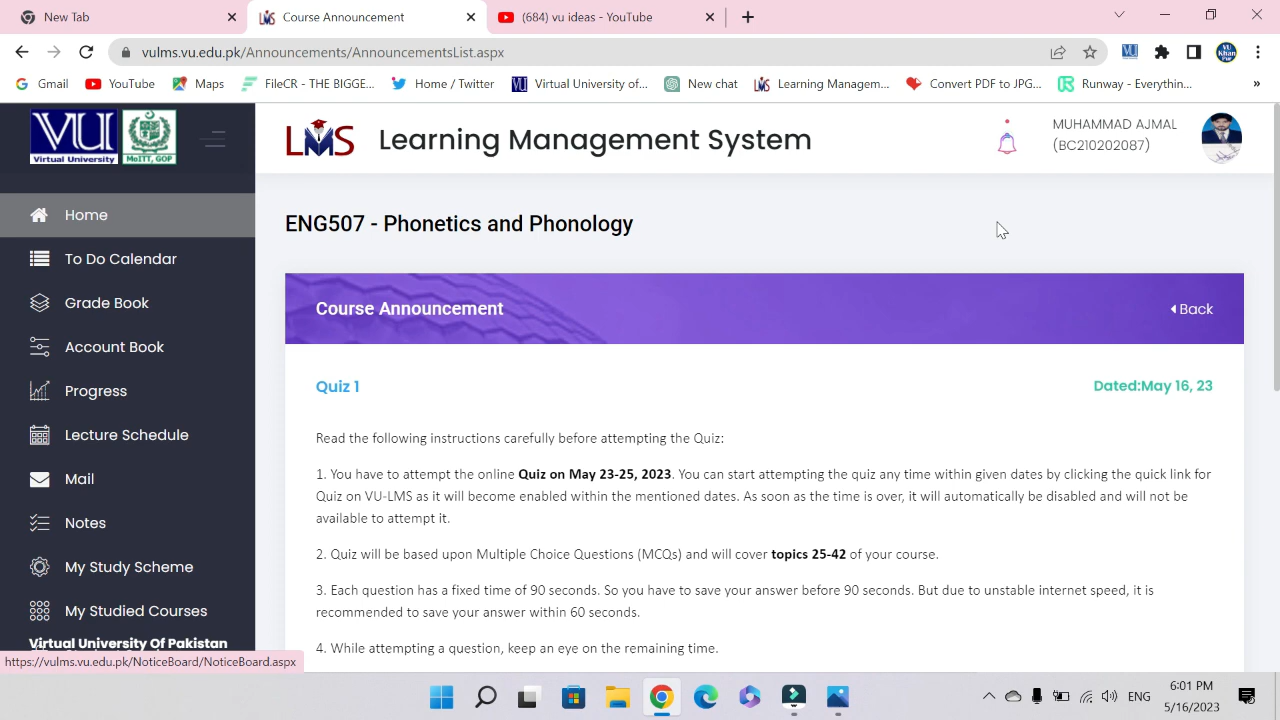 New Tab
Course Announcement
(684) vu ideas - YouTube
vulms.vu.edu.pk/Announcements/AnnouncementsList.aspx
VU Khan Pur
Gmail
YouTube
Maps
FileCR - THE BIGGE...
Home / Twitter
Virtual University of...
New chat
Learning Managem...
Convert PDF to JPG...
Runway - Everythin...
»
VU
Virtual University
MoITT, GOP
LMS
Learning Management System
MUHAMMAD AJMAL
(BC210202087)
Home
To Do Calendar
Grade Book
Account Book
Progress
Lecture Schedule
Mail
Notes
My Study Scheme
My Studied Courses
Virtual University Of Pakistan
https://vulms.vu.edu.pk/NoticeBoard/NoticeBoard.aspx
ENG507 - Phonetics and Phonology
Course Announcement
Back
Quiz 1
Dated:May 16, 23
Read the following instructions carefully before attempting the Quiz:
1. You have to attempt the online Quiz on May 23-25, 2023. You can start attempting the quiz any time within given dates by clicking the quick link for
Quiz on VU-LMS as it will become enabled within the mentioned dates. As soon as the time is over, it will automatically be disabled and will not be
available to attempt it.
2. Quiz will be based upon Multiple Choice Questions (MCQs) and will cover topics 25-42 of your course.
3. Each question has a fixed time of 90 seconds. So you have to save your answer before 90 seconds. But due to unstable internet speed, it is
recommended to save your answer within 60 seconds.
4. While attempting a question, keep an eye on the remaining time.
ENG
6:01 PM
5/16/2023